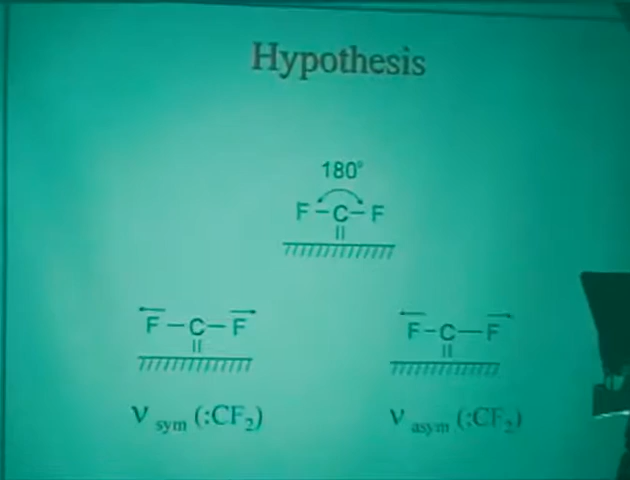 Hypothesis
180°
F-C-F
||
F-C-F F-C-F
|| ||
ν sym (:CF₂) ν asym (:CF₂)